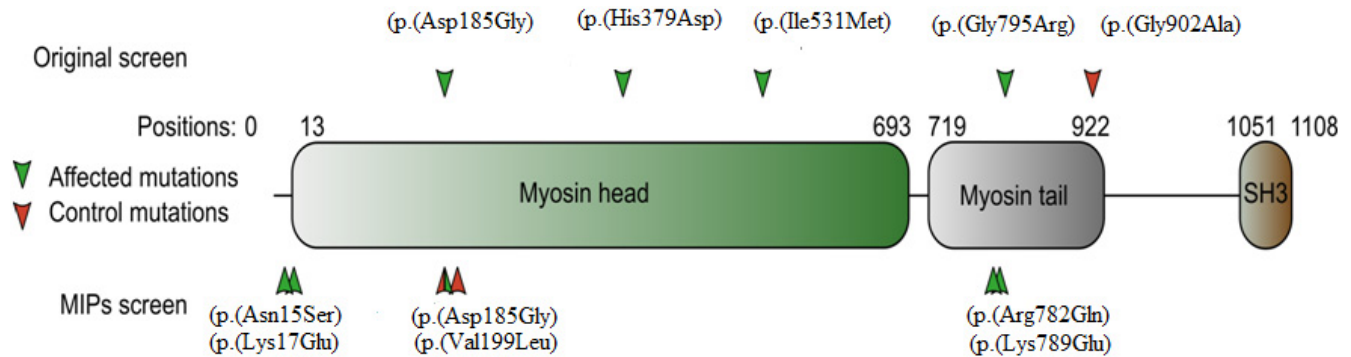 (p.(Asp185Gly) (p.(His379Asp) (p.(Ile531Met) (p.(Gly795Arg) (p.(Gly902Ala)
Original screen
Positions: 0 13 693 719 922 1051 1108
Affected mutations
Control mutations
Myosin head Myosin tail SH3
MIPs screen
(p.(Asn15Ser) (p.(Asp185Gly) (p.(Arg782Gln)
(p.(Lys17Glu) (p.(Val199Leu) (p.(Lys789Glu)